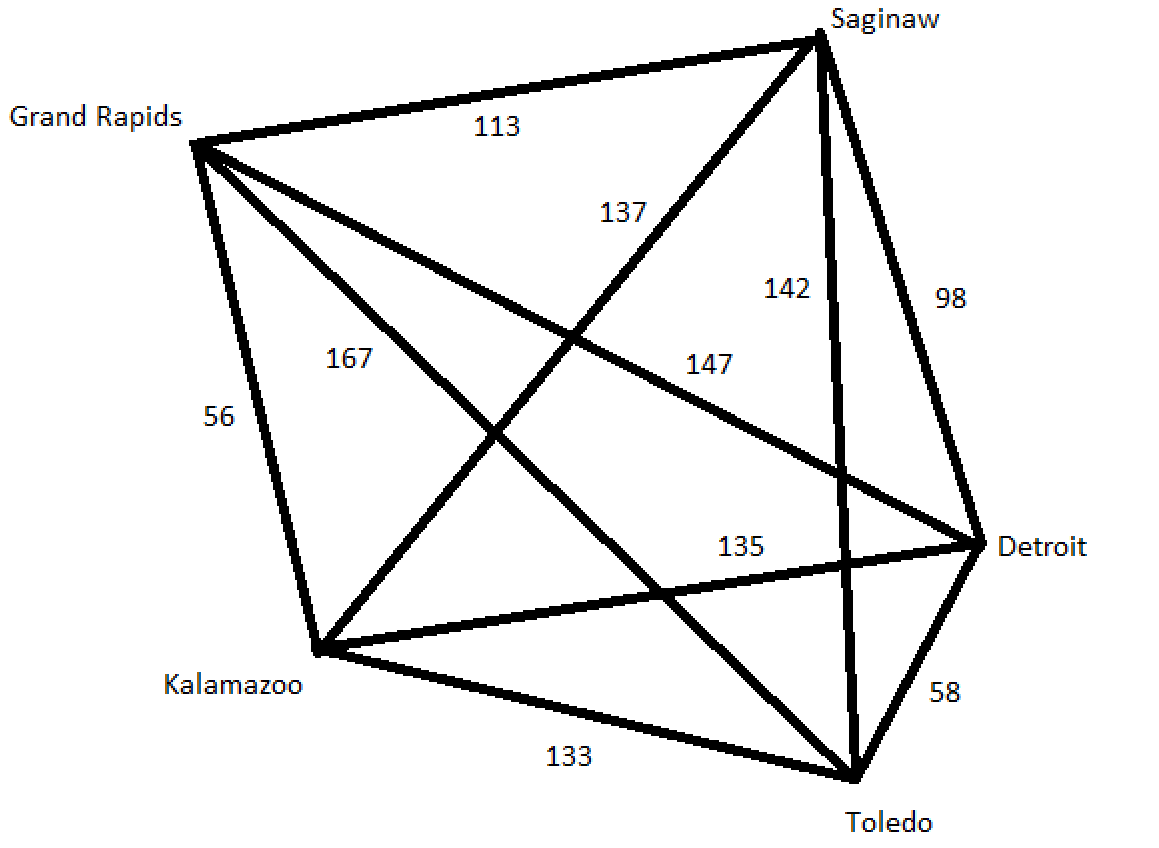 Saginaw
Grand Rapids
113
137
142
98
167
147
56
135
Detroit
Kalamazoo
58
133
Toledo